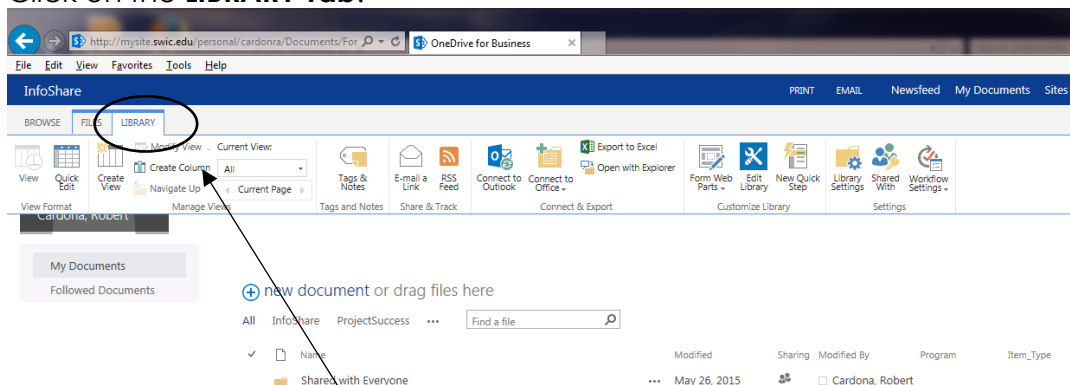 Click on the LIBRARY Tab.
http://mysite.swic.edu/personal/cardonra/Documents/For
OneDrive for Business
File Edit View Favorites Tools Help
InfoShare PRINT EMAIL Newsfeed My Documents Sites
BROWSE FILES LIBRARY
View
Quick Edit
Create View
Modify View
Create Column
Navigate Up
Current View:
All
Current Page
Tags & Notes
E-mail a Link
RSS Feed
Connect to Outlook
Connect to Office
Export to Excel
Open with Explorer
Form Web Parts
Edit Library
New Quick Step
Library Settings
Shared With
Workflow Settings
View Format Manage Views Tags and Notes Share & Track Connect & Export Customize Library Settings
Cardona, Robert
My Documents
Followed Documents
new document or drag files here
All InfoShare ProjectSuccess ••• Find a file
Name Modified Sharing Modified By Program Item_Type
Shared with Everyone ••• May 26, 2015 Cardona, Robert